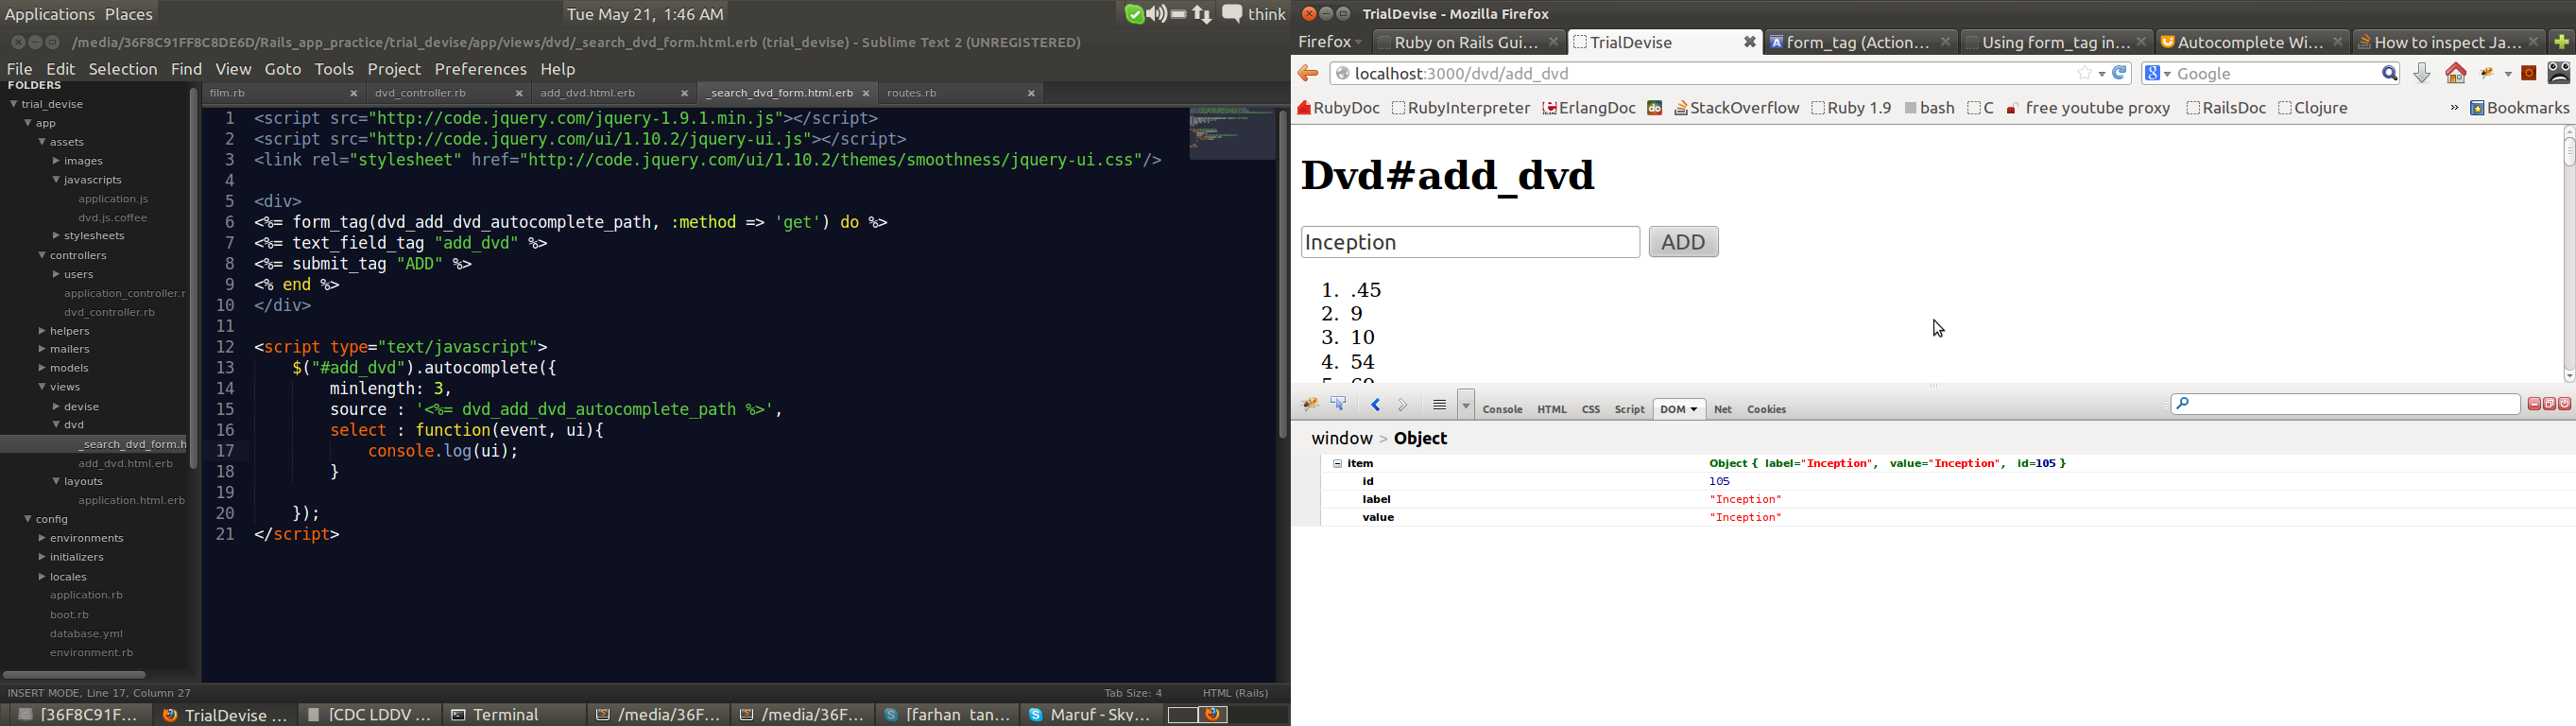 Applications Places
Tue May 21, 1:46 AM
think
/media/36F8C91FF8C8DE6D/Rails_app_practice/trial_devise/app/views/dvd/_search_dvd_form.html.erb (trial_devise) - Sublime Text 2 (UNREGISTERED)
File Edit Selection Find View Goto Tools Project Preferences Help
FOLDERS
trial_devise
app
assets
images
javascripts
application.js
dvd.js.coffee
stylesheets
controllers
users
application_controller.r
dvd_controller.rb
helpers
mailers
models
views
devise
dvd
_search_dvd_form.h
add_dvd.html.erb
layouts
application.html.erb
config
environments
initializers
locales
application.rb
boot.rb
database.yml
environment.rb
film.rb × dvd_controller.rb × add_dvd.html.erb × _search_dvd_form.html.erb × routes.rb ×
1 <script src="http://code.jquery.com/jquery-1.9.1.min.js"></script>
2 <script src="http://code.jquery.com/ui/1.10.2/jquery-ui.js"></script>
3 <link rel="stylesheet" href="http://code.jquery.com/ui/1.10.2/themes/smoothness/jquery-ui.css"/>
4
5 <div>
6 <%= form_tag(dvd_add_dvd_autocomplete_path, :method => 'get') do %>
7 <%= text_field_tag "add_dvd" %>
8 <%= submit_tag "ADD" %>
9 <% end %>
10 </div>
11
12 <script type="text/javascript">
13 $("#add_dvd").autocomplete({
14 minlength: 3,
15 source : '<%= dvd_add_dvd_autocomplete_path %>',
16 select : function(event, ui){
17 console.log(ui);
18 }
19
20 });
21 </script>
INSERT MODE, Line 17, Column 27
Tab Size: 4
HTML (Rails)
[36F8C91F... TrialDevise ... [CDC LDDV ... Terminal /media/36F... /media/36F... [farhan_tan... Maruf - Sky...
TrialDevise - Mozilla Firefox
Firefox Ruby on Rails Gui... TrialDevise form_tag (Action... Using form_tag in... Autocomplete Wi... How to inspect Ja...
localhost:3000/dvd/add_dvd
Google
RubyDoc RubyInterpreter ErlangDoc do StackOverflow Ruby 1.9 bash C free youtube proxy RailsDoc Clojure » Bookmarks
Dvd#add_dvd
Inception ADD
1. .45
2. 9
3. 10
4. 54
Console HTML CSS Script DOM Net Cookies
window > Object
item Object { label="Inception", value="Inception", id=105 }
id 105
label "Inception"
value "Inception"